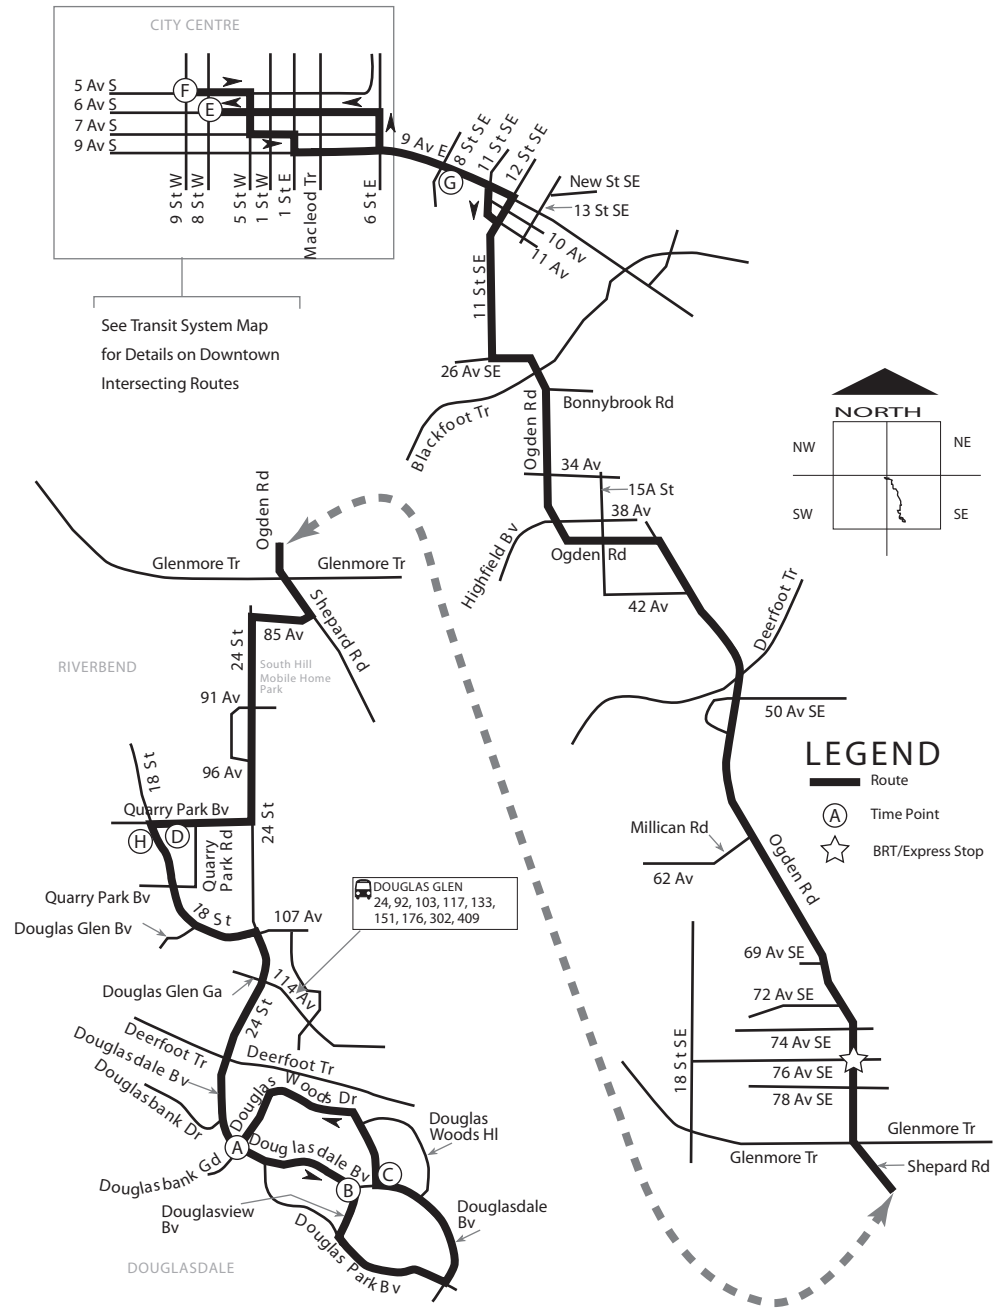 CITY CENTRE
5 Av S
6 Av S
7 Av S
9 Av S
F
E
9 St W
8 St W
5 St W
1 St W
1 St E
Macleod Tr
6 St E
9 Av E
8 St SE
11 St SE
12 St SE
G
New St SE
13 St SE
10 Av
11 Av
11 St SE
See Transit System Map
for Details on Downtown
Intersecting Routes
26 Av SE
Blackfoot Tr
Bonnybrook Rd
Ogden Rd
34 Av
15A St
38 Av
Highfield Bv
Ogden Rd
42 Av
NORTH
NW
NE
SW
SE
Deerfoot Tr
50 Av SE
LEGEND
Route
A
Time Point
BRT/Express Stop
Millican Rd
62 Av
Ogden Rd
69 Av SE
72 Av SE
74 Av SE
76 Av SE
78 Av SE
18 St SE
Glenmore Tr
Glenmore Tr
Shepard Rd
Ogden Rd
Glenmore Tr
Glenmore Tr
Shepard Rd
85 Av
24 St
RIVERBEND
South Hill
Mobile Home
Park
91 Av
96 Av
18 St
Quarry Park Bv
H
D
Quarry
Park Rd
24 St
Quarry Park Bv
18 St
Douglas Glen Bv
107 Av
DOUGLAS GLEN
24, 92, 103, 117, 133,
151, 176, 302, 409
Douglas Glen Ga
114 Av
24 St
Deerfoot Tr
Deerfoot Tr
Douglasdale Bv
Douglasbank Dr
Douglas Woods Dr
Douglas
Woods Hl
A
Douglasdale Bv
Douglasbank Gd
B
C
Douglasview
Bv
Douglasdale
Bv
Douglas Park Bv
DOUGLASDALE